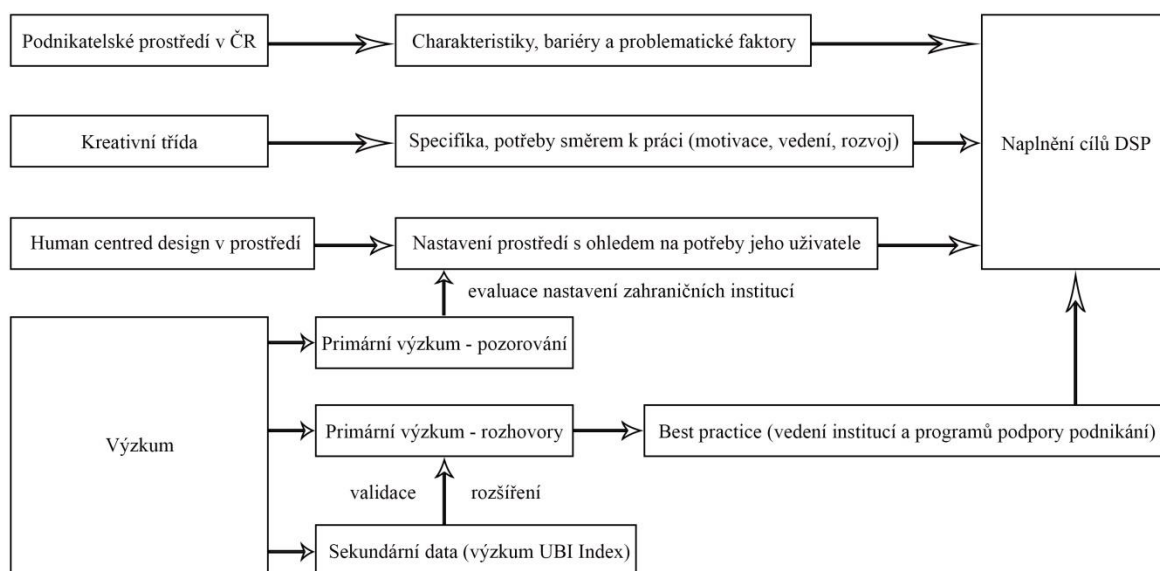 Podnikatelské prostředí v ČR
Charakteristiky, bariéry a problematické faktory
Kreativní třída
Specifika, potřeby směrem k práci (motivace, vedení, rozvoj)
Naplnění cílů DSP
Human centred design v prostředí
Nastavení prostředí s ohledem na potřeby jeho uživatele
evaluace nastavení zahraničních institucí
Primární výzkum - pozorování
Výzkum
Primární výzkum - rozhovory
Best practice (vedení institucí a programů podpory podnikání)
validace
rozšíření
Sekundární data (výzkum UBI Index)